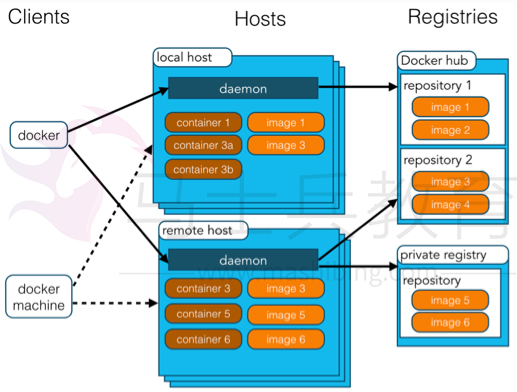 Clients
Hosts
Registries
local host
daemon
container 1
image 1
container 3a
image 3
container 3b
docker
docker
machine
remote host
daemon
container 3
image 3
container 5
image 5
container 6
image 6
Docker hub
repository 1
image 1
image 2
repository 2
image 3
image 4
private registry
repository
image 5
image 6
马士兵教育
www.mashibing.com